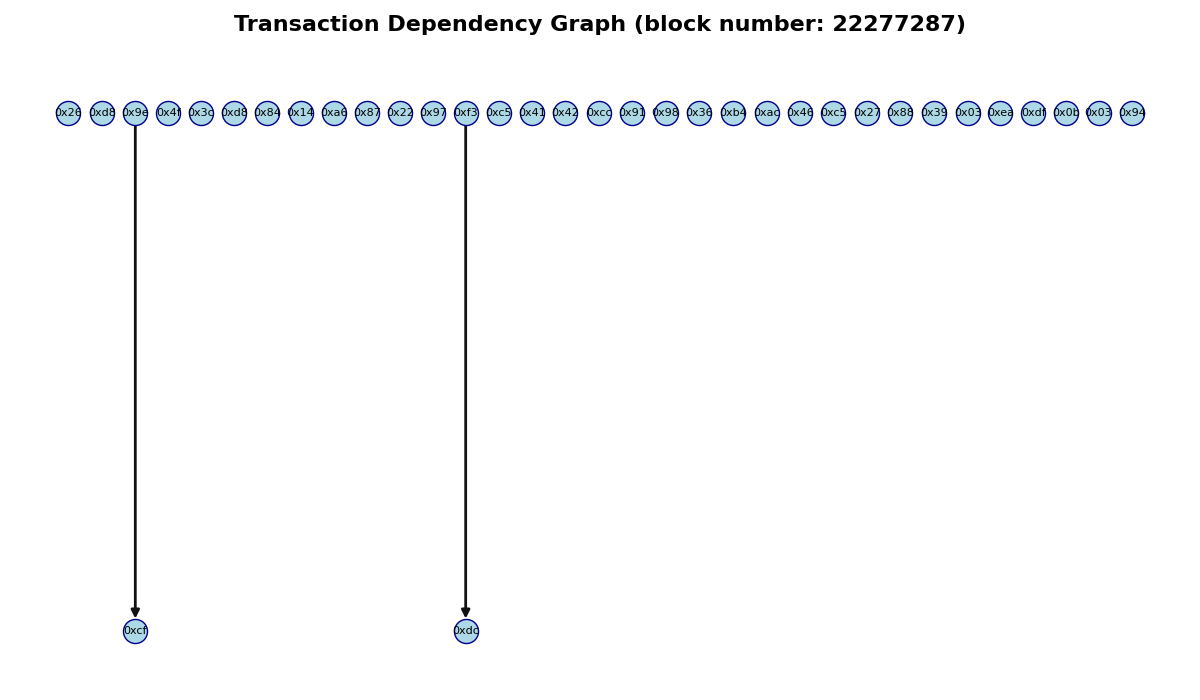 Transaction Dependency Graph (block number: 22277287)
0x26 0xd8 0x9e 0x4f 0x3c 0xd8 0x84 0x14 0xa6 0x87 0x22 0x97 0xf3 0xc5 0x41 0x42 0xcc 0x91 0x98 0x36 0xb4 0xac 0x46 0xc5 0x27 0x88 0x39 0x03 0xea 0xdf 0x0b 0x03 0x94
0xcf 0xdc